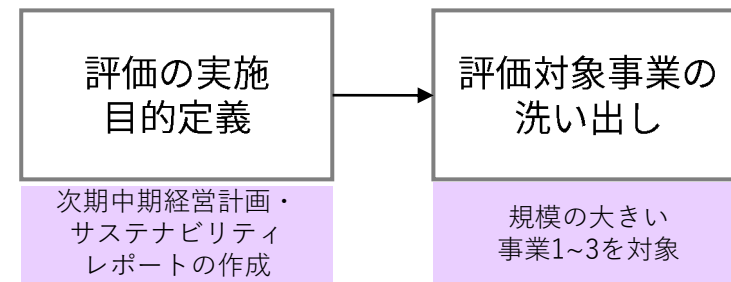 評価の実施
目的定義
次期中期経営計画・
サステナビリティ
レポートの作成
評価対象事業の
洗い出し
規模の大きい
事業1~3を対象